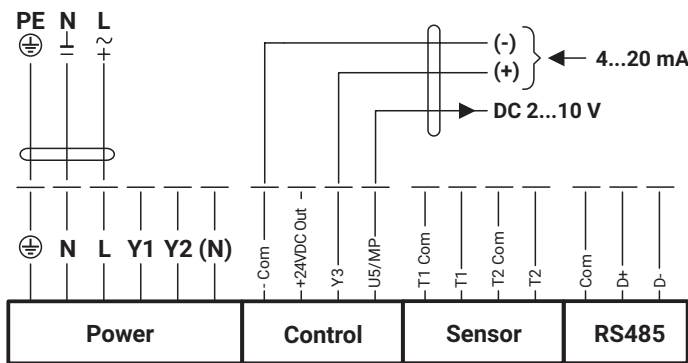 PE N L
(-)
(+)
4...20 mA
DC 2...10 V
N L Y1 Y2 (N)
- Com
+24VDC Out -
Y3
U5/MP
T1 Com
T1
T2 Com
T2
Com
D+
D-
Power
Control
Sensor
RS485